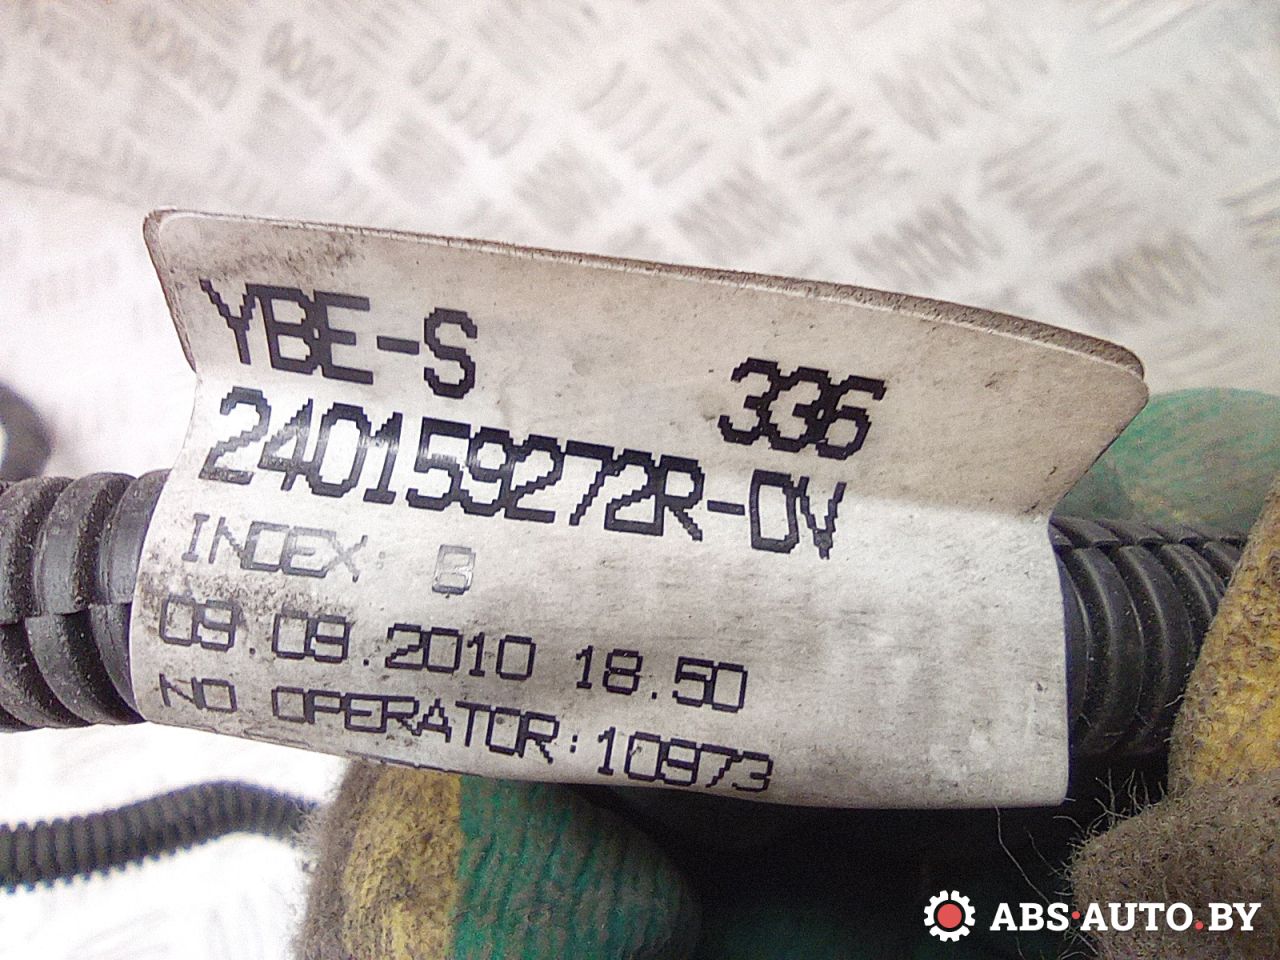 YBE-S 336
240159272R-DV
INDEX: B
09.09.2010 18.50
NO OPERATOR:10973
ABS·AUTO.BY